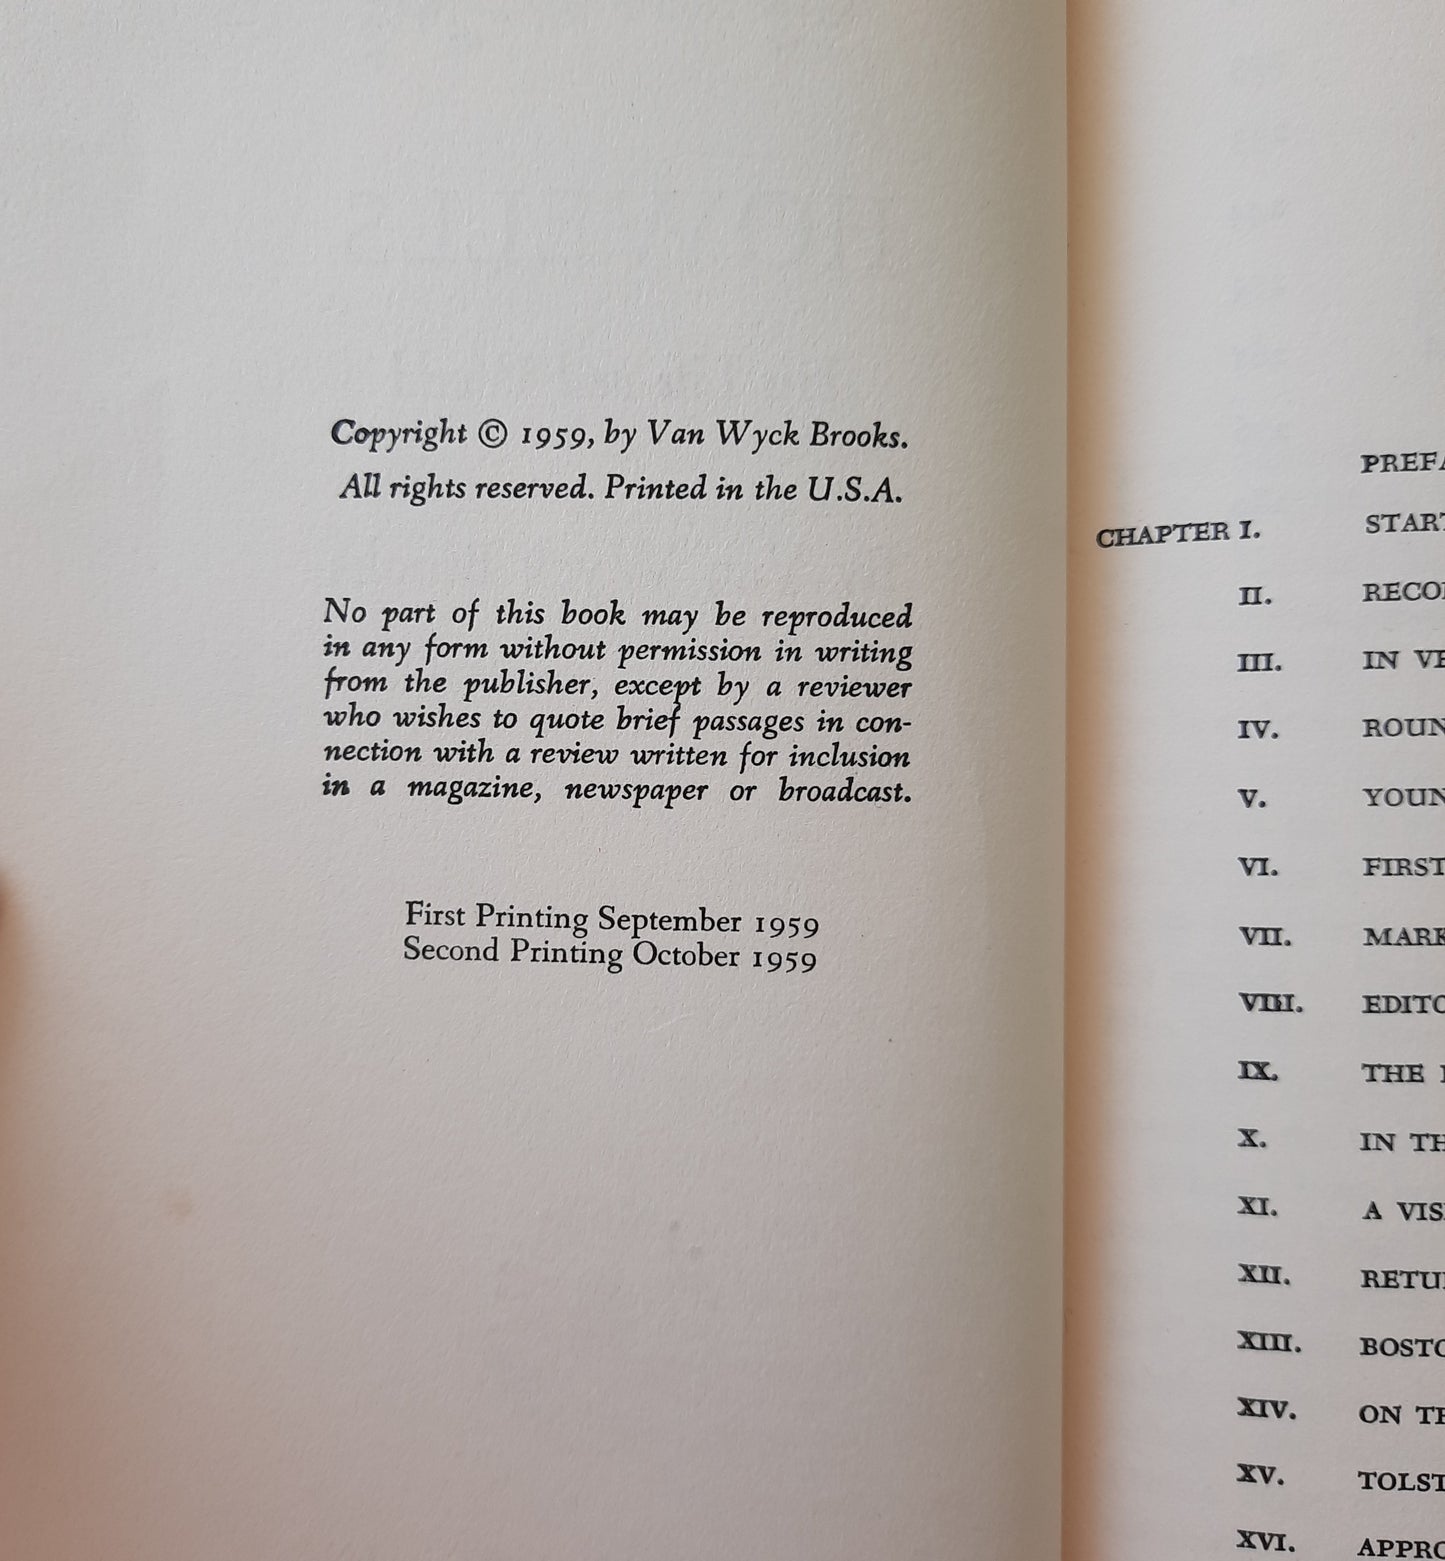 Copyright © 1959, by Van Wyck Brooks.
All rights reserved. Printed in the U.S.A.
No part of this book may be reproduced
in any form without permission in writing
from the publisher, except by a reviewer
who wishes to quote brief passages in con-
nection with a review written for inclusion
in a magazine, newspaper or broadcast.
First Printing September 1959
Second Printing October 1959
PREFA
CHAPTER I. START
II. RECO
III. IN VE
IV. ROUN
V. YOUN
VI. FIRST
VII. MARK
VIII. EDITO
IX. THE
X. IN TH
XI. A VIS
XII. RETU
XIII. BOSTO
XIV. ON TH
XV. TOLST
XVI. APPRO